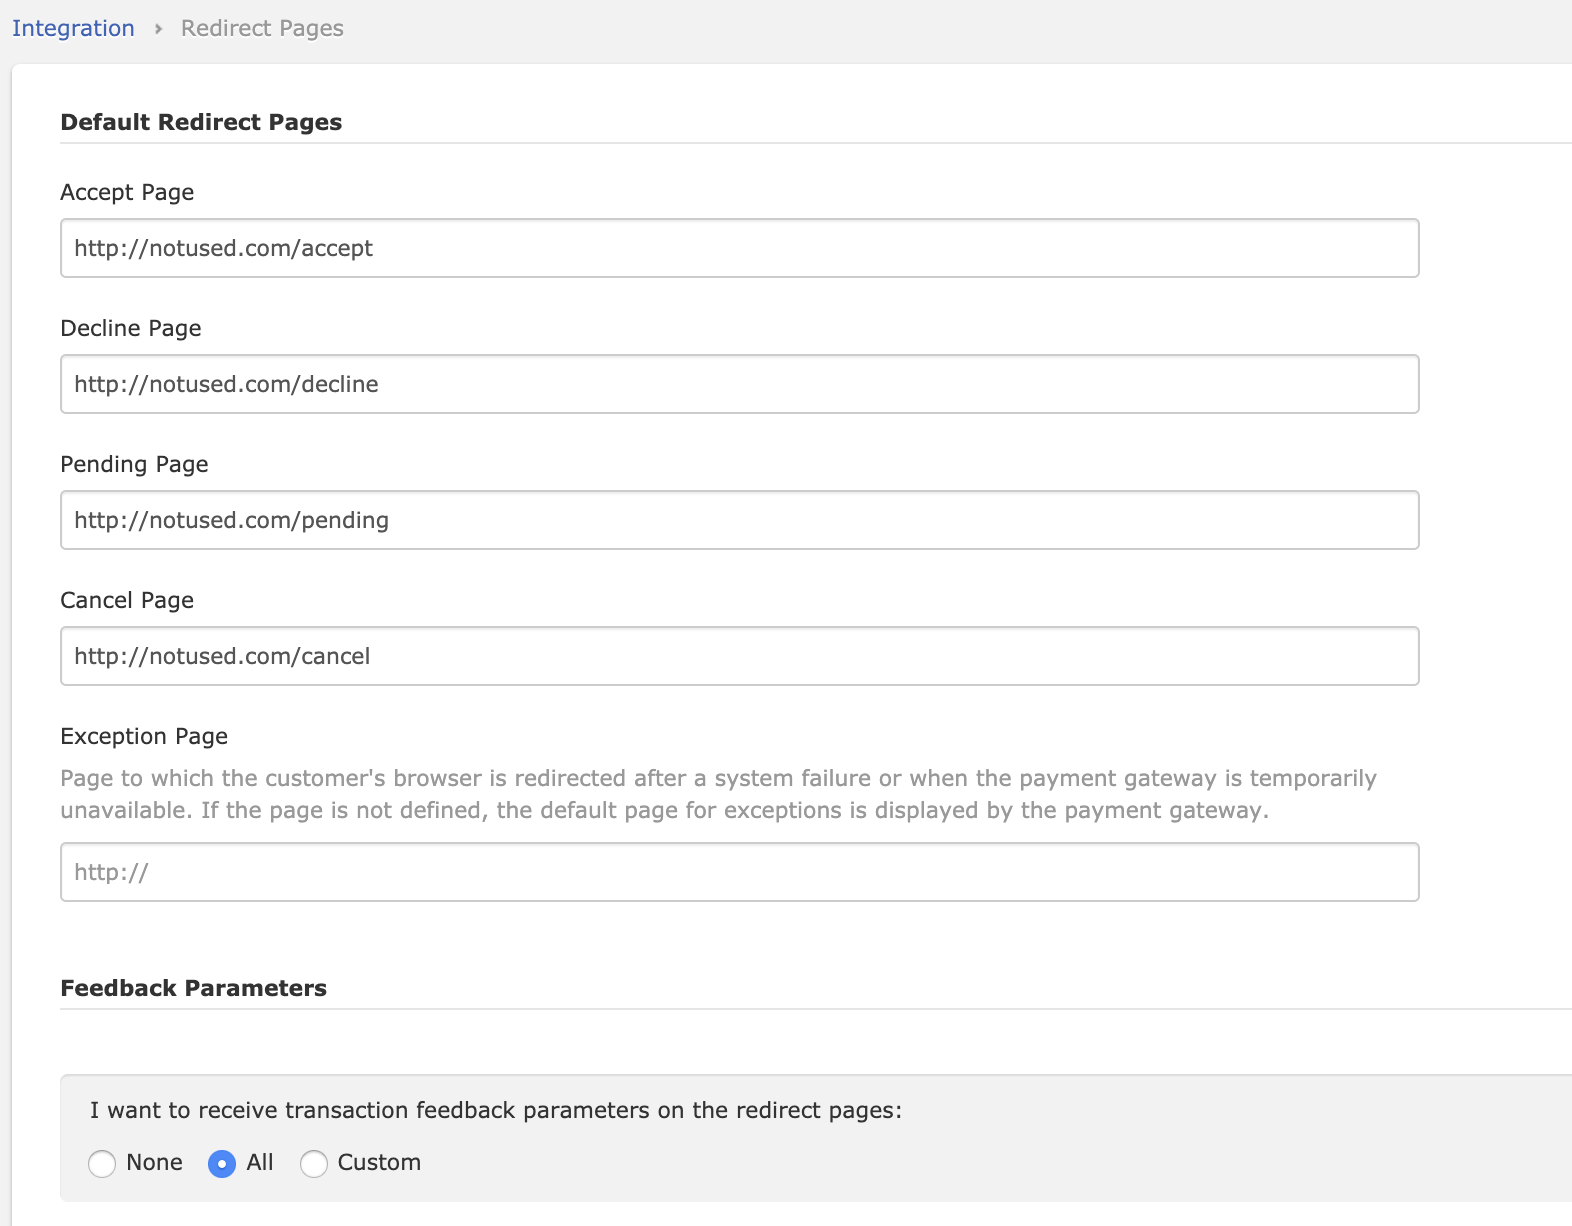 Integration › Redirect Pages
Default Redirect Pages
Accept Page
http://notused.com/accept
Decline Page
http://notused.com/decline
Pending Page
http://notused.com/pending
Cancel Page
http://notused.com/cancel
Exception Page
Page to which the customer's browser is redirected after a system failure or when the payment gateway is temporarily
unavailable. If the page is not defined, the default page for exceptions is displayed by the payment gateway.
http://
Feedback Parameters
I want to receive transaction feedback parameters on the redirect pages:
None All Custom